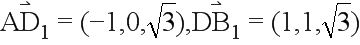 AD₁⃗ = (−1,0,√3),DB₁⃗ = (1,1,√3)